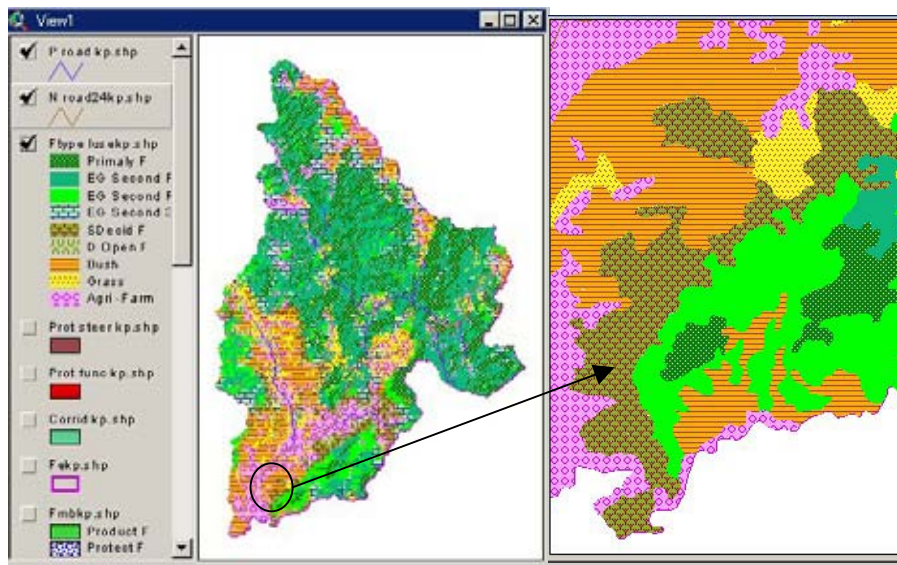 View1
P road kp.shp
N road24kp.shp
Ftype lusekp.shp
Primaly F
EG Second F
EG Second F
EG Second S
SDecid F
D Open F
Bush
Grass
Agri-Farm
Prot steer kp.shp
Prot func kp.shp
Corrid kp.shp
Fekp.shp
Fmbkp.shp
Product F
Protect F